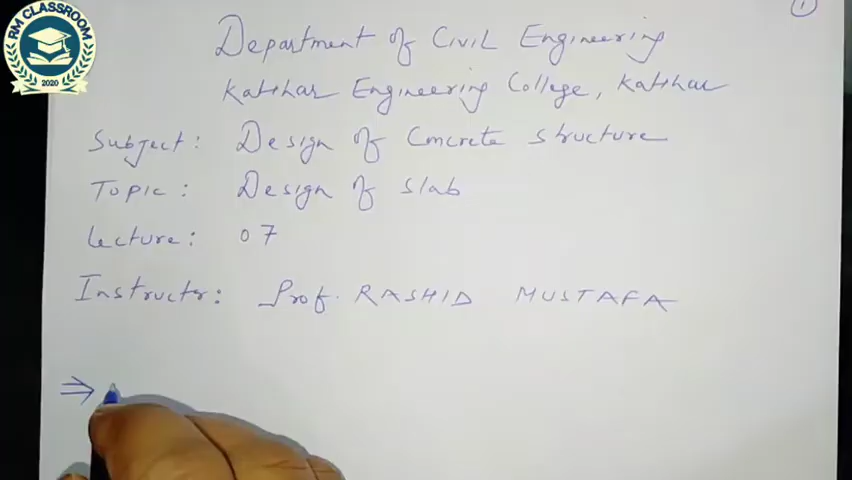 RM CLASSROOM
2020
1
Department of Civil Engineering
Katihar Engineering College, Katihar
Subject: Design of Concrete structure
Topic: Design of slab
Lecture: 07
Instructor: Prof. RASHID MUSTAFA
⇒